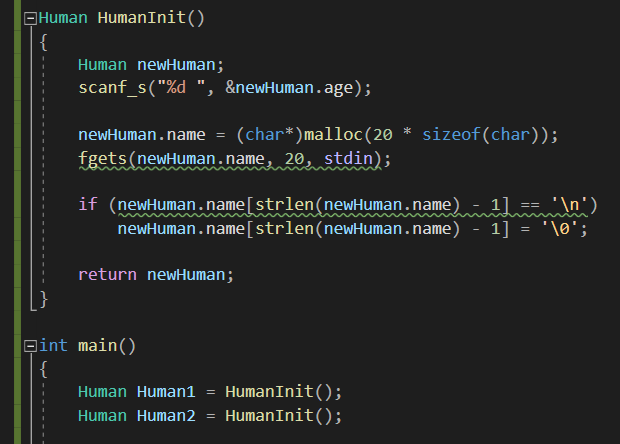 Human HumanInit()
{
    Human newHuman;
    scanf_s("%d ", &newHuman.age);
    newHuman.name = (char*)malloc(20 * sizeof(char));
    fgets(newHuman.name, 20, stdin);
    if (newHuman.name[strlen(newHuman.name) - 1] == '\n')
        newHuman.name[strlen(newHuman.name) - 1] = '\0';
    return newHuman;
}
int main()
{
    Human Human1 = HumanInit();
    Human Human2 = HumanInit();